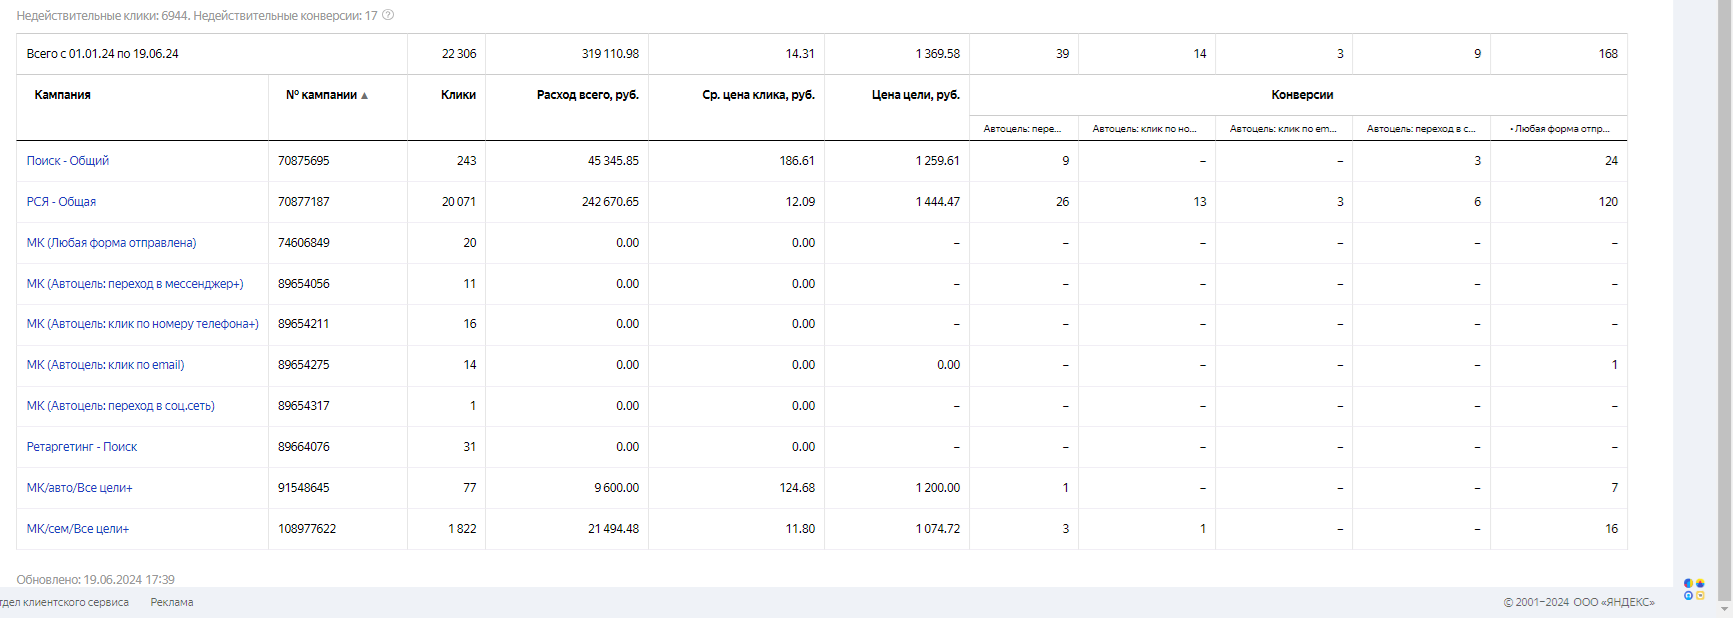 Недействительные клики: 6944. Недействительные конверсии: 17 ?
Всего с 01.01.24 по 19.06.24 22 306 319 110.98 14.31 1 369.58 39 14 3 9 168
Кампания № кампании ▲ Клики Расход всего, руб. Ср. цена клика, руб. Цена цели, руб. Конверсии
Автоцель: пере... Автоцель: клик по но... Автоцель: клик по em... Автоцель: переход в с... • Любая форма отпр...
Поиск - Общий 70875695 243 45 345.85 186.61 1 259.61 9 – – 3 24
РСЯ - Общая 70877187 20 071 242 670.65 12.09 1 444.47 26 13 3 6 120
МК (Любая форма отправлена) 74606849 20 0.00 0.00 – – – – – –
МК (Автоцель: переход в мессенджер+) 89654056 11 0.00 0.00 – – – – – –
МК (Автоцель: клик по номеру телефона+) 89654211 16 0.00 0.00 – – – – – –
МК (Автоцель: клик по email) 89654275 14 0.00 0.00 0.00 – – – – 1
МК (Автоцель: переход в соц.сеть) 89654317 1 0.00 0.00 – – – – – –
Ретаргетинг - Поиск 89664076 31 0.00 0.00 – – – – – –
МК/авто/Все цели+ 91548645 77 9 600.00 124.68 1 200.00 1 – – – 7
МК/сем/Все цели+ 108977622 1 822 21 494.48 11.80 1 074.72 3 1 – – 16
Обновлено: 19.06.2024 17:39
тдел клиентского сервиса Реклама © 2001–2024 ООО «ЯНДЕКС»